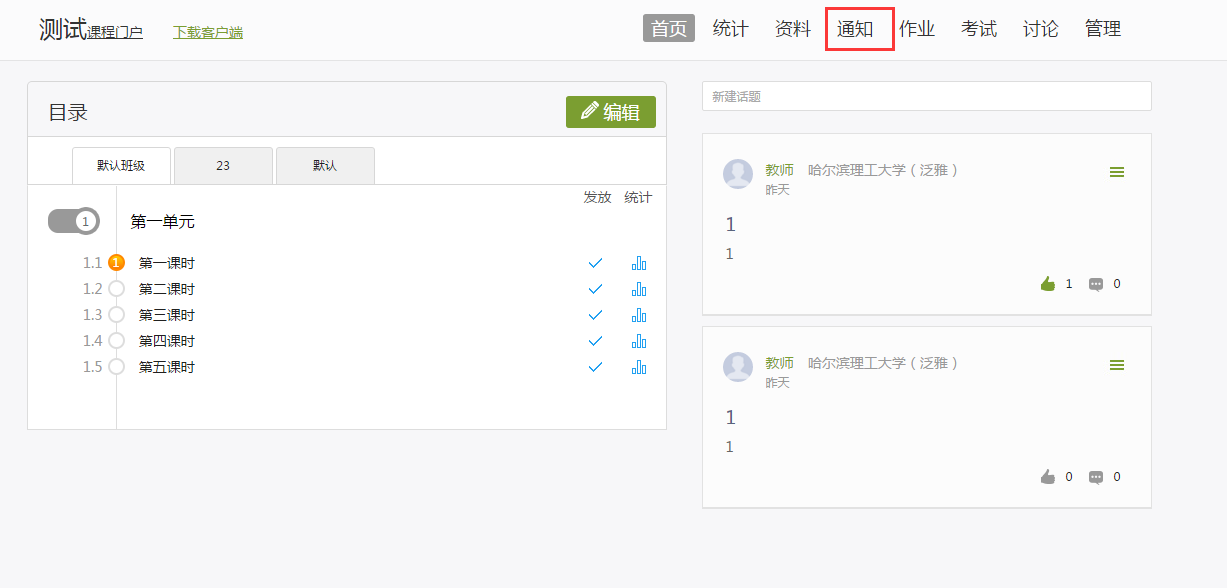 测试课程门户 下载客户端 首页 统计 资料 通知 作业 考试 讨论 管理
目录 编辑
默认班级 23 默认
发放 统计
1 第一单元
1.1 1 第一课时
1.2 第二课时
1.3 第三课时
1.4 第四课时
1.5 第五课时
新建话题
教师 哈尔滨理工大学（泛雅）
昨天
1
1
1 0
教师 哈尔滨理工大学（泛雅）
昨天
1
1
0 0